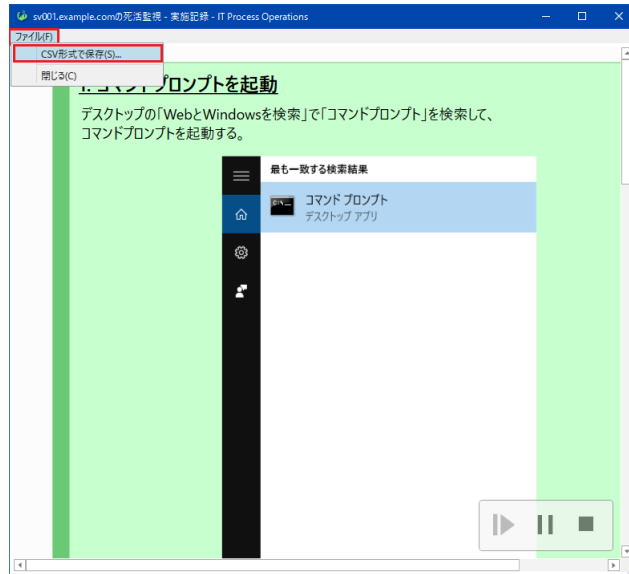 sv001.example.comの死活監視 - 実施記録 - IT Process Operations
ファイル(F)
CSV形式で保存(S)...
閉じる(C)
1. コマンドプロンプトを起動
デスクトップの「WebとWindowsを検索」で「コマンドプロンプト」を検索して、
コマンドプロンプトを起動する。
最も一致する検索結果
コマンド プロンプト
デスクトップ アプリ